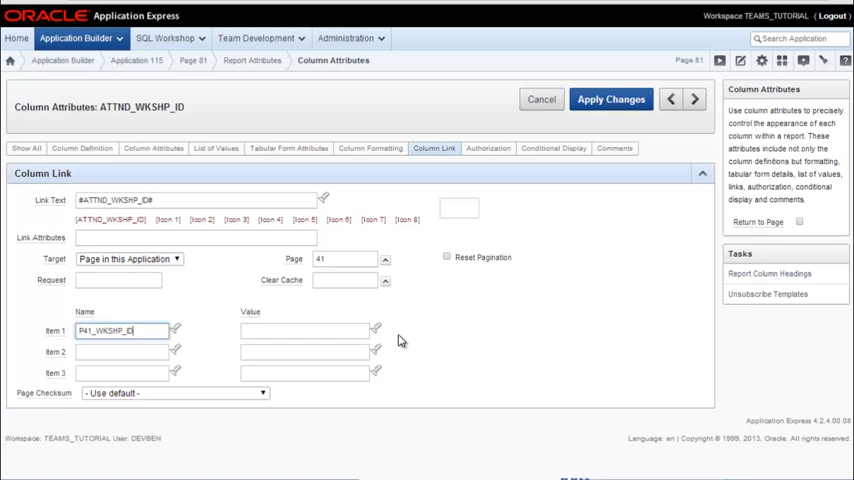 ORACLE Application Express
Workspace TEAMS_TUTORIAL (Logout)
Home Application Builder SQL Workshop Team Development Administration
Search Application
Application Builder Application 115 Page 81 Report Attributes Column Attributes
Page 81
Column Attributes: ATTND_WKSHP_ID
Cancel Apply Changes
Show All Column Definition Column Attributes List of Values Tabular Form Attributes Column Formatting Column Link Authorization Conditional Display Comments
Column Link
Link Text #ATTND_WKSHP_ID#
[ATTND_WKSHP_ID] [Icon 1] [Icon 2] [Icon 3] [Icon 4] [Icon 5] [Icon 6] [Icon 7] [Icon 8]
Link Attributes
Target Page in this Application Page 41 Reset Pagination
Request Clear Cache
Name Value
Item 1 P41_WKSHP_ID
Item 2
Item 3
Page Checksum - Use default -
Column Attributes
Use column attributes to precisely
control the appearance of each
column within a report. These
attributes include not only the
column definitions but formatting,
tabular form details, list of values,
links, authorization, conditional
display and comments.
Return to Page
Tasks
Report Column Headings
Unsubscribe Templates
Application Express 4.2.4.00.08
Workspace: TEAMS_TUTORIAL User: DEVBEN
Language: en | Copyright © 1999, 2013, Oracle. All rights reserved.